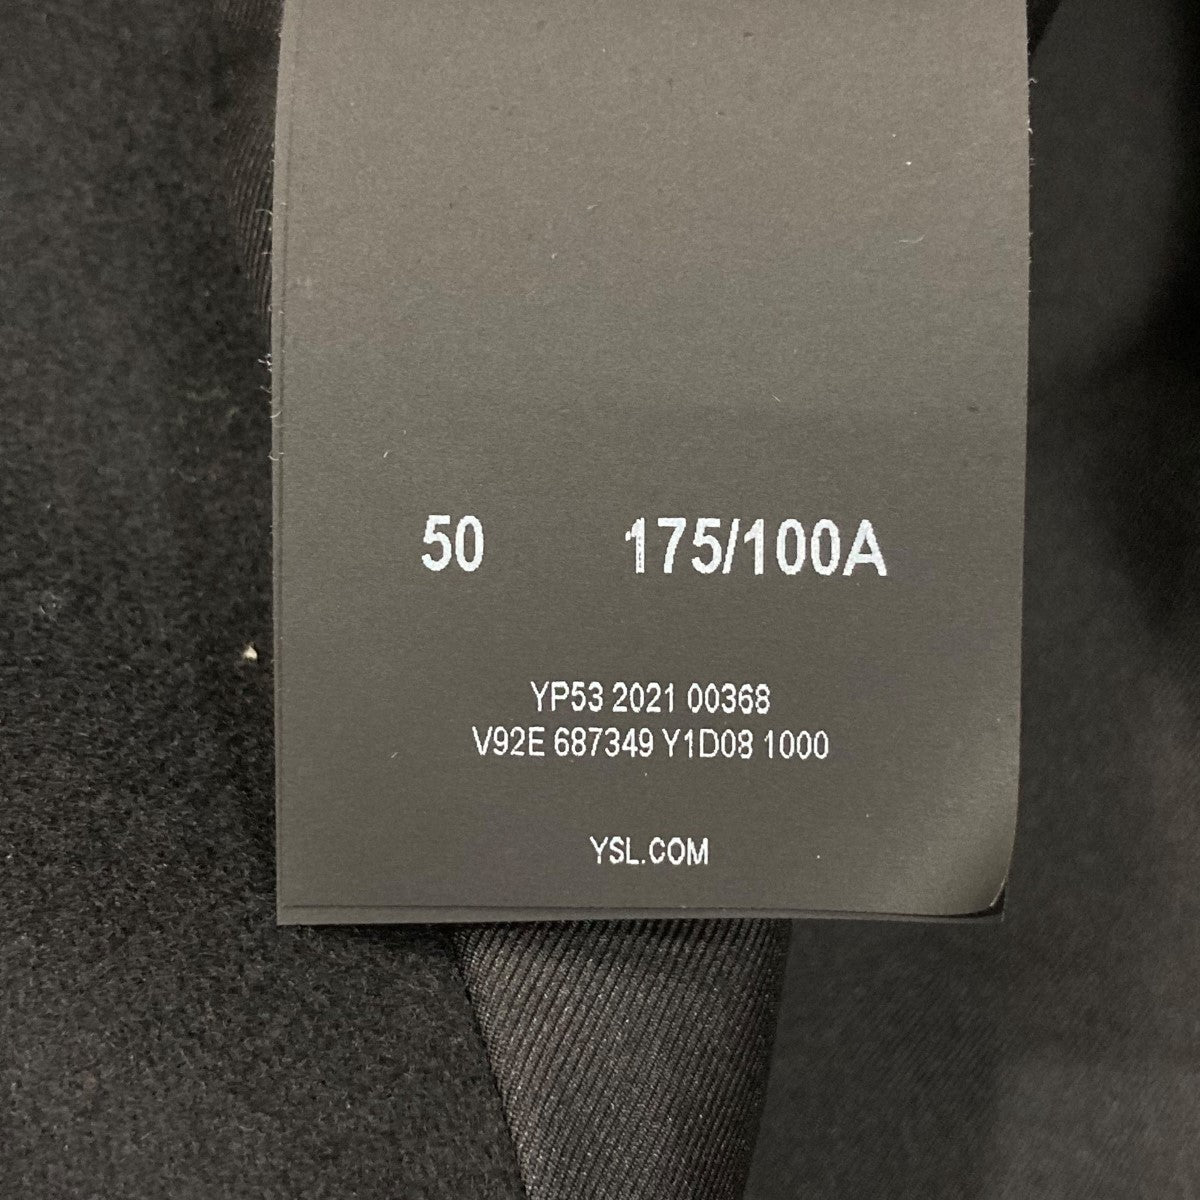 50 175/100A
YP53 2021 00368
V92E 687349 Y1D08 1000
YSL.COM